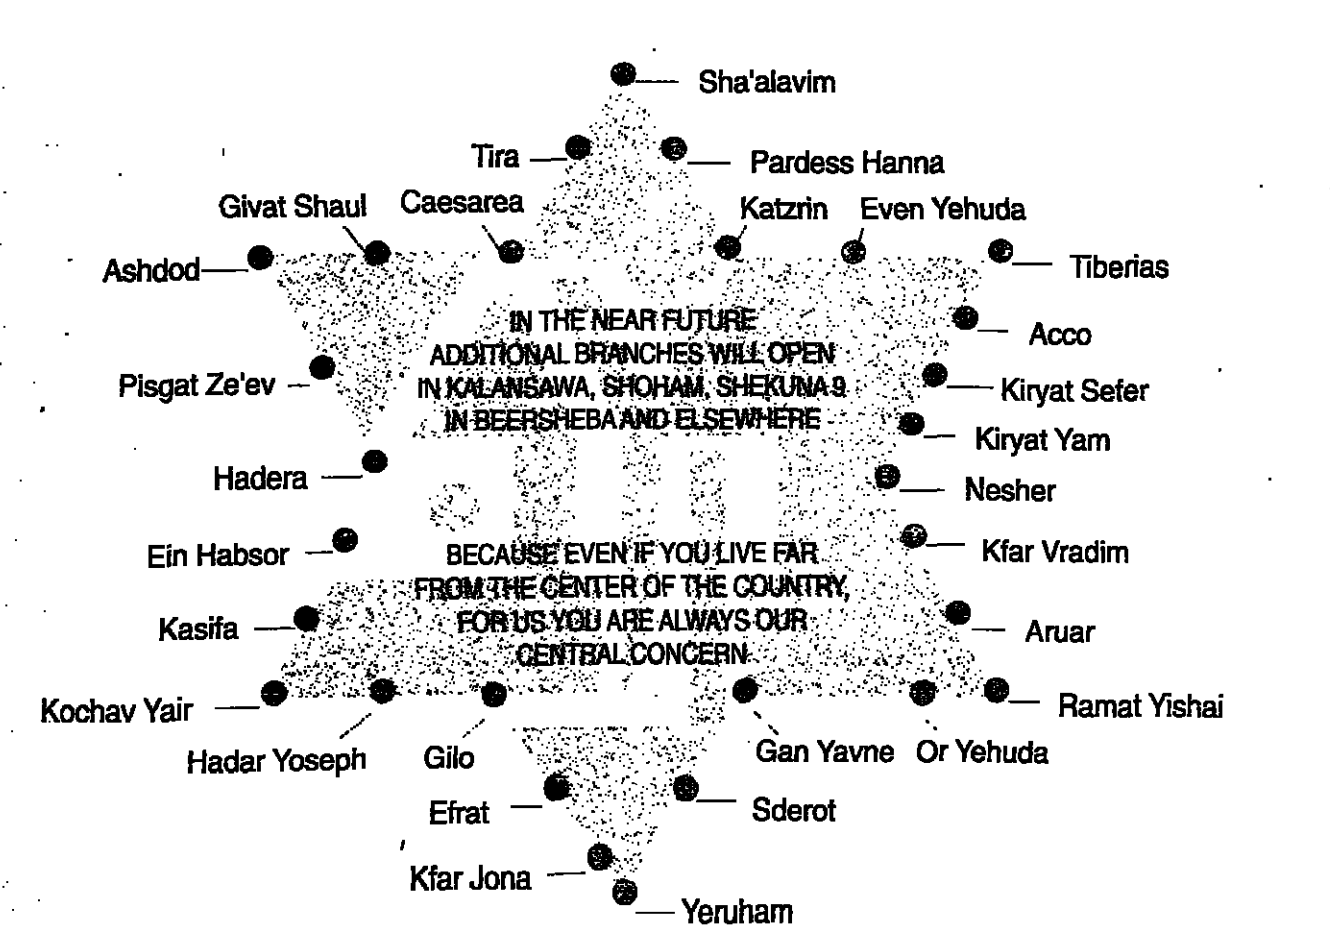 Sha'alavim
Tira
Pardess Hanna
Givat Shaul
Caesarea
Katzrin
Even Yehuda
Ashdod
Tiberias
IN THE NEAR FUTURE
Acco
ADDITIONAL BRANCHES WILL OPEN
Pisgat Ze'ev
IN KALANSAWA, SHOHAM, SHEKUNA 9
Kiryat Sefer
IN BEERSHEBA AND ELSEWHERE
Kiryat Yam
Hadera
Nesher
Ein Habsor
BECAUSE EVEN IF YOU LIVE FAR
Kfar Vradim
FROM THE CENTER OF THE COUNTRY,
Kasifa
FOR US YOU ARE ALWAYS OUR
Aruar
CENTRAL CONCERN
Kochav Yair
Ramat Yishai
Hadar Yoseph
Gilo
Gan Yavne
Or Yehuda
Efrat
Sderot
Kfar Jona
Yeruham